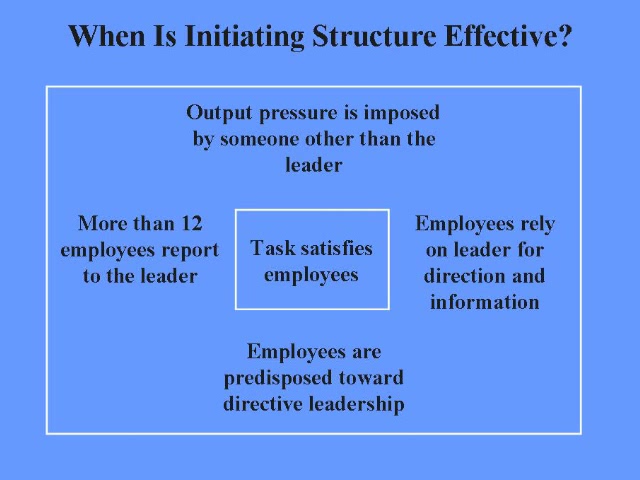 When Is Initiating Structure Effective?
Output pressure is imposed
by someone other than the
leader
More than 12
employees report
to the leader
Task satisfies
employees
Employees rely
on leader for
direction and
information
Employees are
predisposed toward
directive leadership